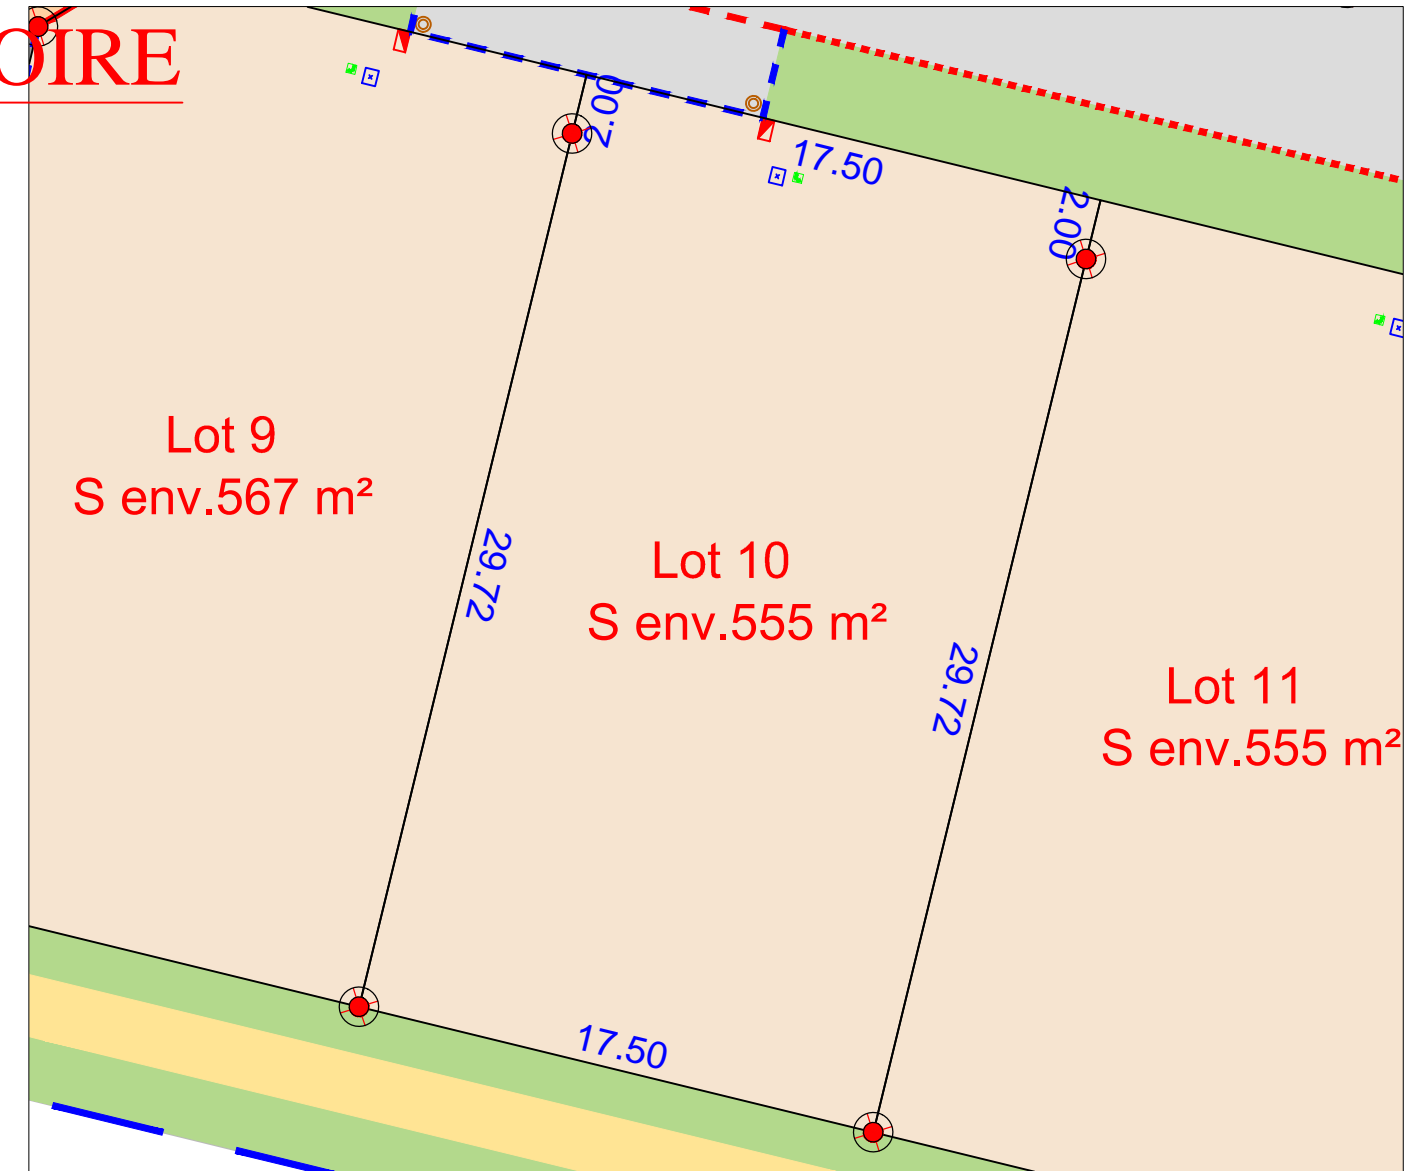 OIRE
2.00
17.50
2.00
Lot 9
S env.567 m²
29.72
Lot 10
S env.555 m²
29.72
Lot 11
S env.555 m²
17.50